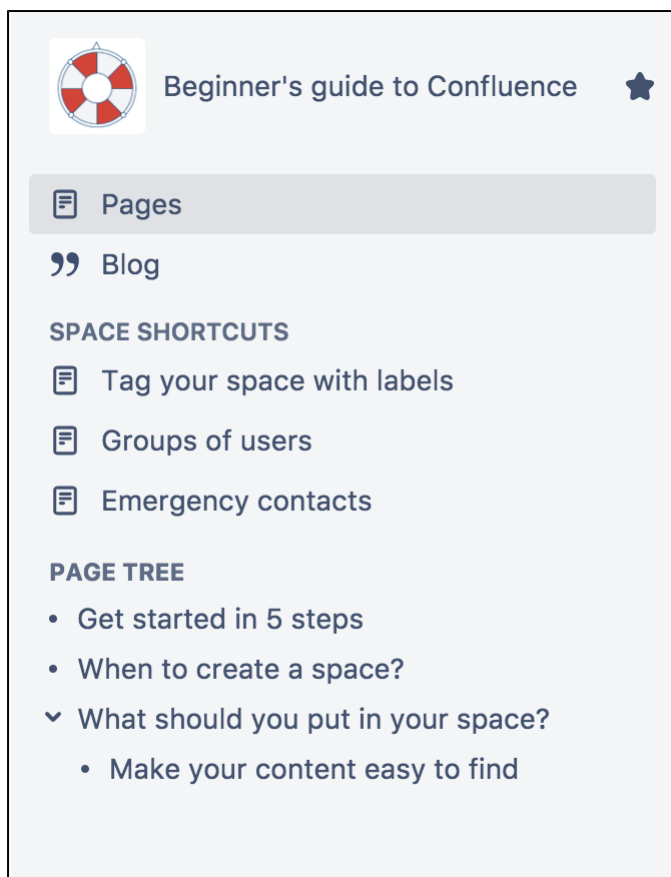 Beginner's guide to Confluence
Pages
Blog
SPACE SHORTCUTS
Tag your space with labels
Groups of users
Emergency contacts
PAGE TREE
Get started in 5 steps
When to create a space?
What should you put in your space?
Make your content easy to find